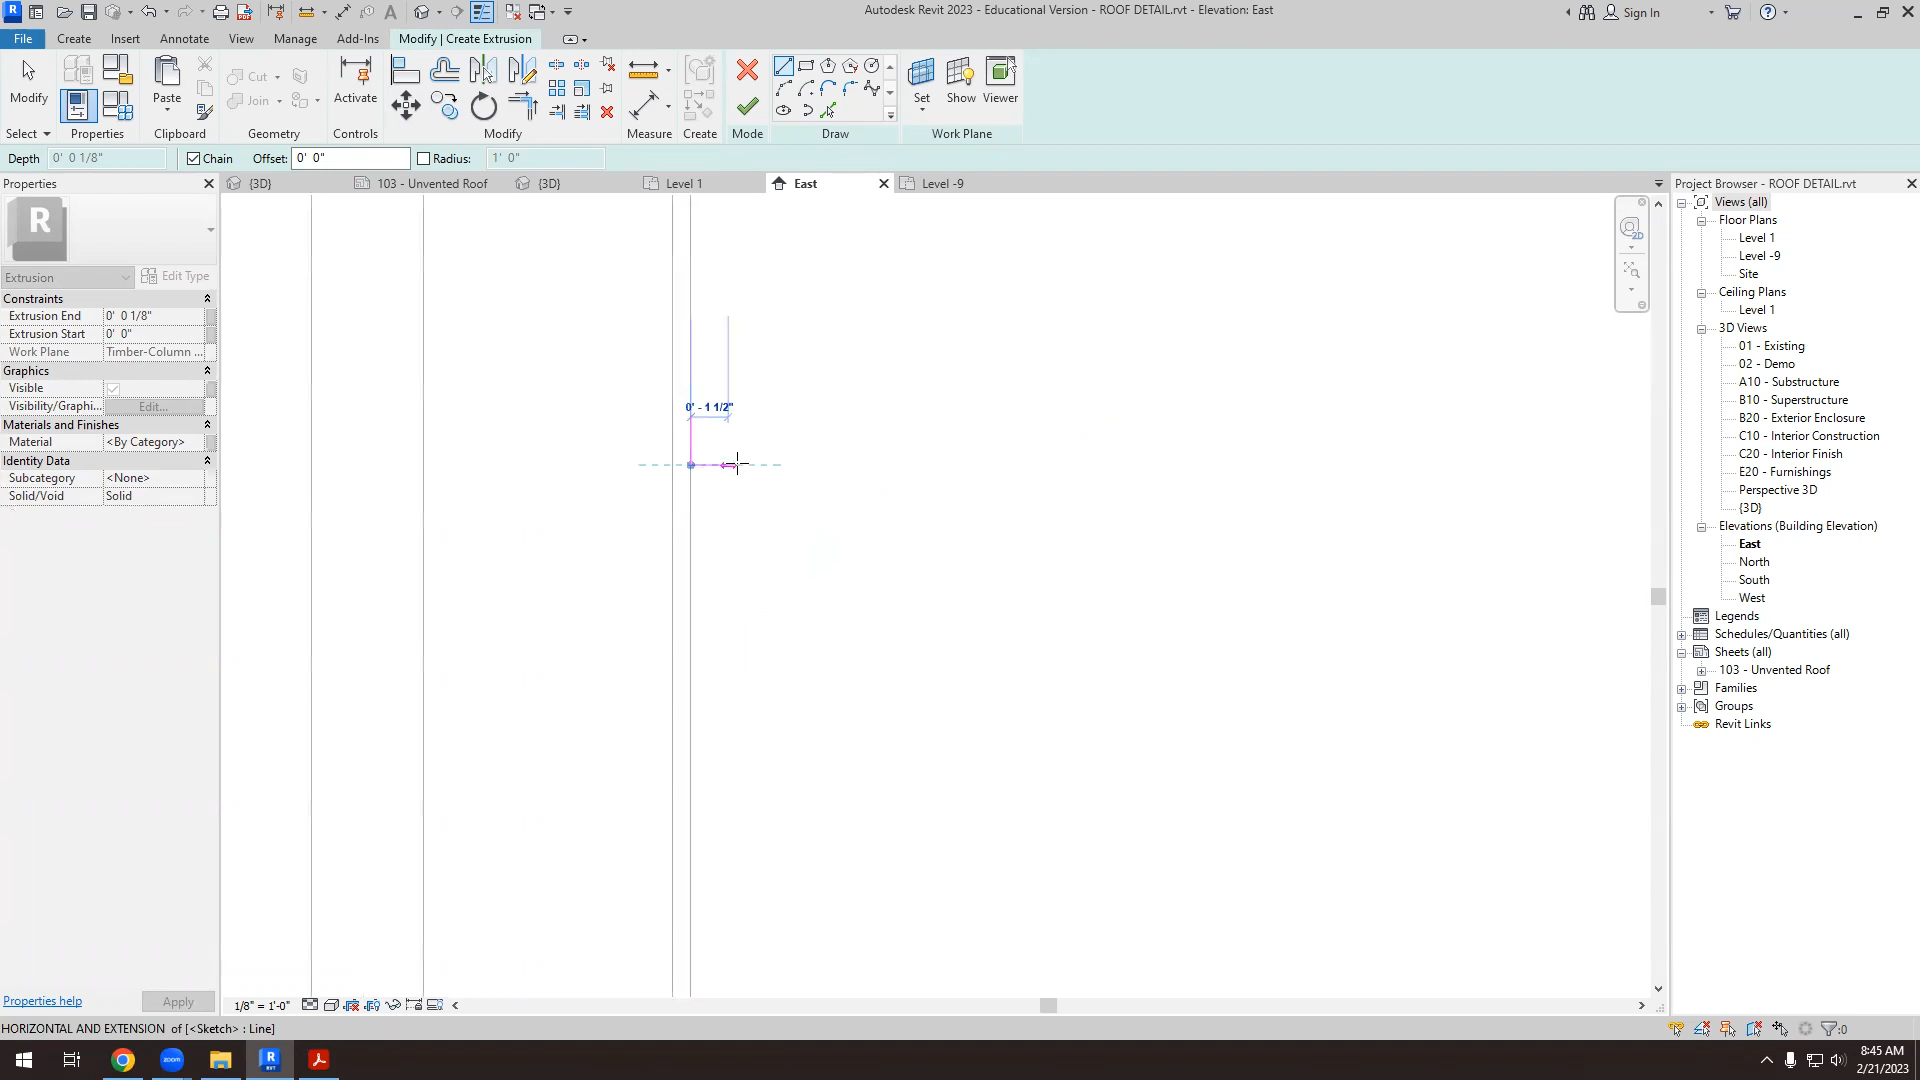 Autodesk Revit 2023 - Educational Version - ROOF DETAIL.rvt - Elevation: East
Sign In
File Create Insert Annotate View Manage Add-Ins Modify | Create Extrusion
Modify Paste Cut Join Activate Set Show Viewer
Select Properties Clipboard Geometry Controls Modify Measure Create Mode Draw Work Plane
Depth 0' 0 1/8" Chain Offset: 0' 0" Radius: 1' 0"
Properties
{3D} 103 - Unvented Roof {3D} Level 1 East Level -9
Project Browser - ROOF DETAIL.rvt
R
Extrusion Edit Type
Constraints
Extrusion End 0' 0 1/8"
Extrusion Start 0' 0"
Work Plane Timber-Column ...
Graphics
Visible
Visibility/Graphi... Edit...
Materials and Finishes
Material <By Category>
Identity Data
Subcategory <None>
Solid/Void Solid
Properties help Apply
0' - 1 1/2"
2D
Views (all)
Floor Plans
Level 1
Level -9
Site
Ceiling Plans
Level 1
3D Views
01 - Existing
02 - Demo
A10 - Substructure
B10 - Superstructure
B20 - Exterior Enclosure
C10 - Interior Construction
C20 - Interior Finish
E20 - Furnishings
Perspective 3D
{3D}
Elevations (Building Elevation)
East
North
South
West
Legends
Schedules/Quantities (all)
Sheets (all)
103 - Unvented Roof
Families
Groups
Revit Links
1/8" = 1'-0"
HORIZONTAL AND EXTENSION of [<Sketch> : Line]
:0
zoom
R
RVT
8:45 AM
2/21/2023